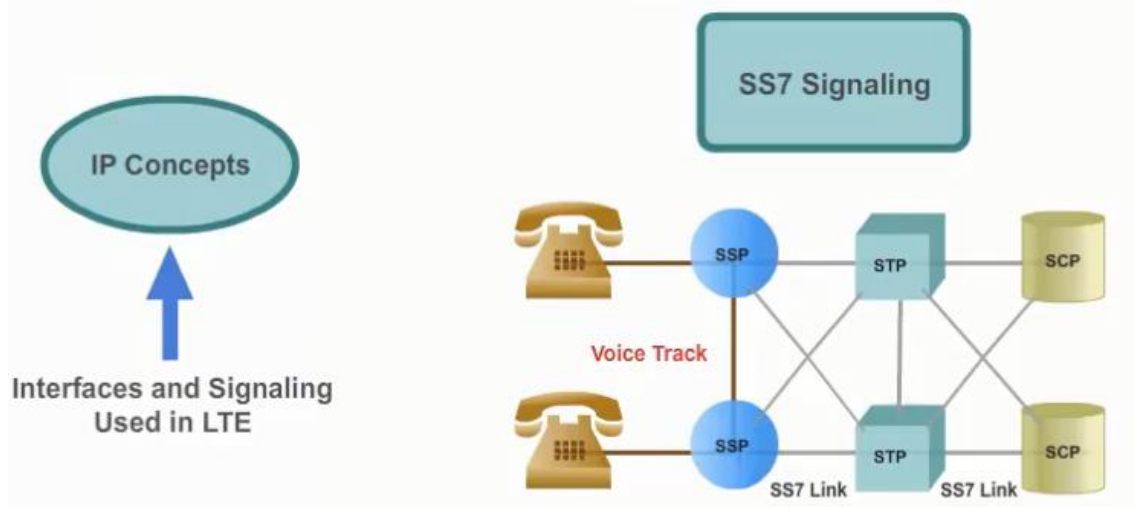 SS7 Signaling
IP Concepts
Interfaces and Signaling
Used in LTE
SSP
STP
SCP
Voice Track
SSP
STP
SCP
SS7 Link
SS7 Link